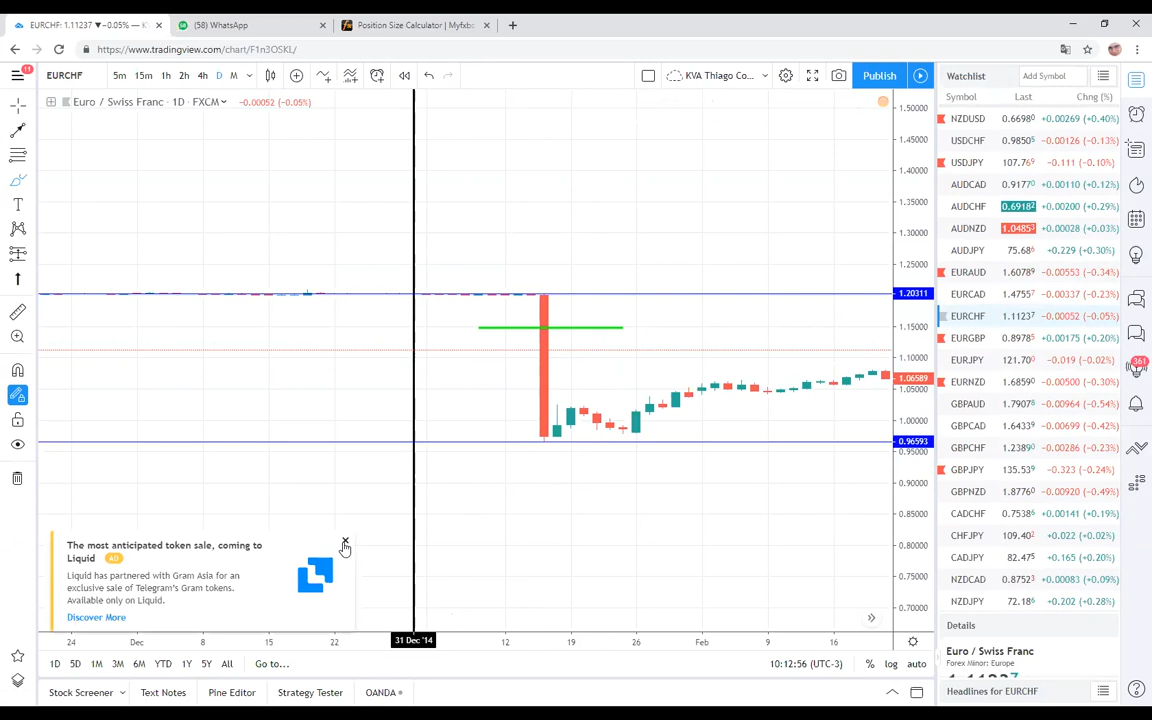 EURCHF: 1.11237 ▼−0.05% — K
(58) WhatsApp
Position Size Calculator | Myfxbo
https://www.tradingview.com/chart/F1n3OSKL/
11
EURCHF
5m 15m 1h 2h 4h D M
KVA Thiago Co...
Publish
Euro / Swiss Franc · 1D · FXCM
−0.00052 (−0.05%)
1.50000
1.45000
1.40000
1.35000
1.30000
1.25000
1.20311
1.15000
1.10000
1.06589
1.05000
1.00000
0.96593
0.95000
0.90000
0.85000
0.80000
0.75000
0.70000
The most anticipated token sale, coming to
Liquid AD
Liquid has partnered with Gram Asia for an
exclusive sale of Telegram's Gram tokens.
Available only on Liquid.
Discover More
24 Dec 8 15 22 31 Dec '14 12 19 26 Feb 9 16
1D 5D 1M 3M 6M YTD 1Y 5Y All Go to...
10:12:56 (UTC-3) % log auto
Stock Screener Text Notes Pine Editor Strategy Tester OANDA
Watchlist
Add Symbol
Symbol Last Chng (%)
NZDUSD 0.66980 +0.00269 (+0.40%)
USDCHF 0.98505 −0.00126 (−0.13%)
USDJPY 107.769 −0.111 (−0.10%)
AUDCAD 0.91770 +0.00110 (+0.12%)
AUDCHF 0.69182 +0.00200 (+0.29%)
AUDNZD 1.04853 +0.00028 (+0.03%)
AUDJPY 75.686 +0.229 (+0.30%)
EURAUD 1.60789 −0.00553 (−0.34%)
EURCAD 1.47557 −0.00337 (−0.23%)
EURCHF 1.11237 −0.00052 (−0.05%)
EURGBP 0.89785 +0.00175 (+0.20%)
EURJPY 121.700 −0.019 (−0.02%)
EURNZD 1.68590 −0.00500 (−0.30%)
GBPAUD 1.79078 −0.00964 (−0.54%)
GBPCAD 1.64339 −0.00699 (−0.42%)
GBPCHF 1.23890 −0.00286 (−0.23%)
GBPJPY 135.539 −0.323 (−0.24%)
GBPNZD 1.87760 −0.00920 (−0.49%)
CADCHF 0.75386 +0.00141 (+0.19%)
CHFJPY 109.402 +0.022 (+0.02%)
CADJPY 82.475 +0.165 (+0.20%)
NZDCAD 0.87523 +0.00083 (+0.09%)
NZDJPY 72.186 +0.202 (+0.28%)
361
Details
Euro / Swiss Franc
Forex Minor: Europe
Headlines for EURCHF